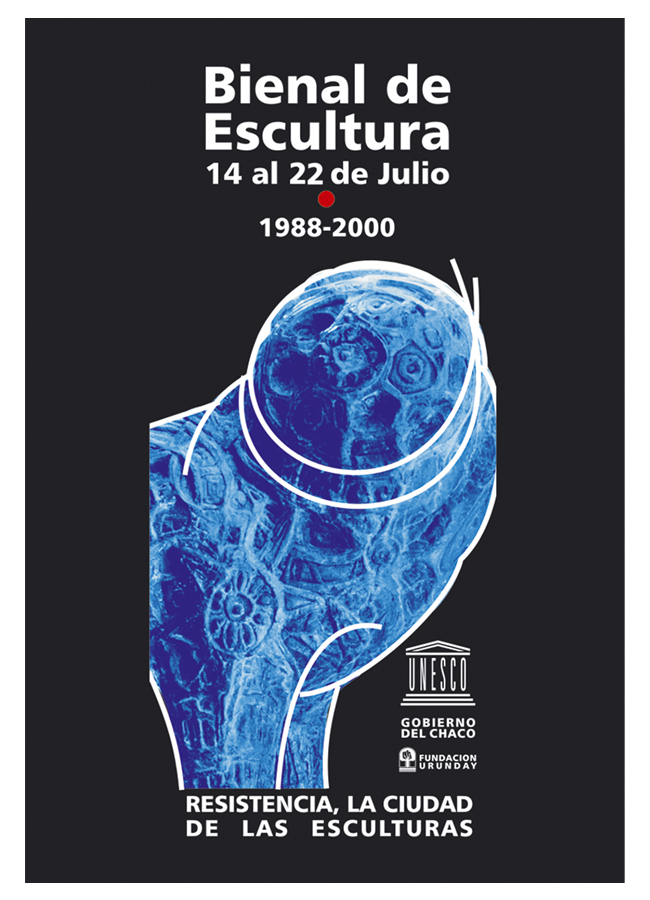 Bienal de
Escultura
14 al 22 de Julio
1988-2000
UNESCO
GOBIERNO
DEL CHACO
FUNDACION
URUNDAY
RESISTENCIA, LA CIUDAD
DE LAS ESCULTURAS